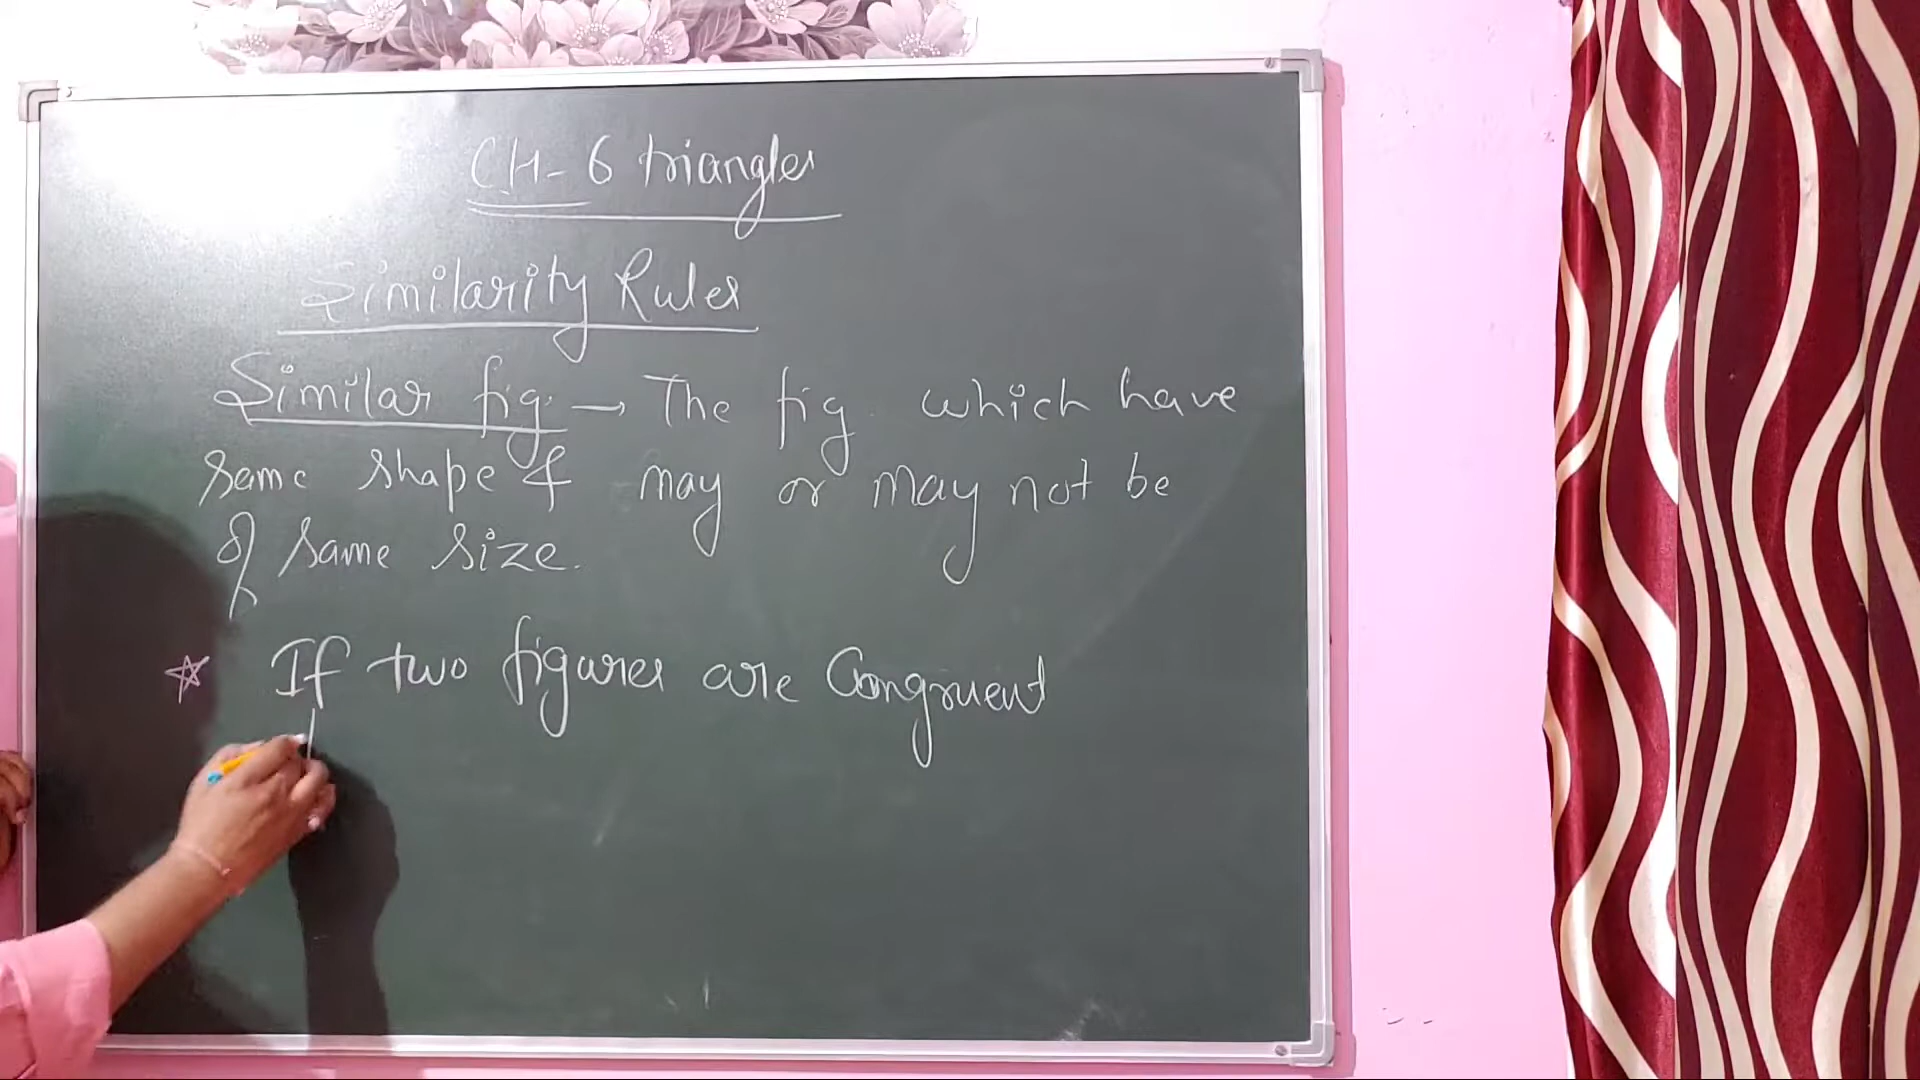 CH-6 triangles
Similarity Rules
Similar fig. → The fig. which have
same shape & may or may not be
of same size.
☆ If two figures are Congruent